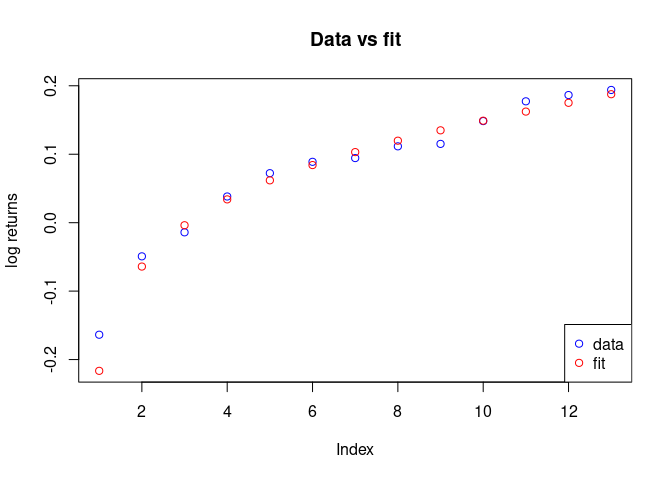 Data vs fit
0.2
0.1
0.0
-0.1
-0.2
log returns
2 4 6 8 10 12
Index
data
fit